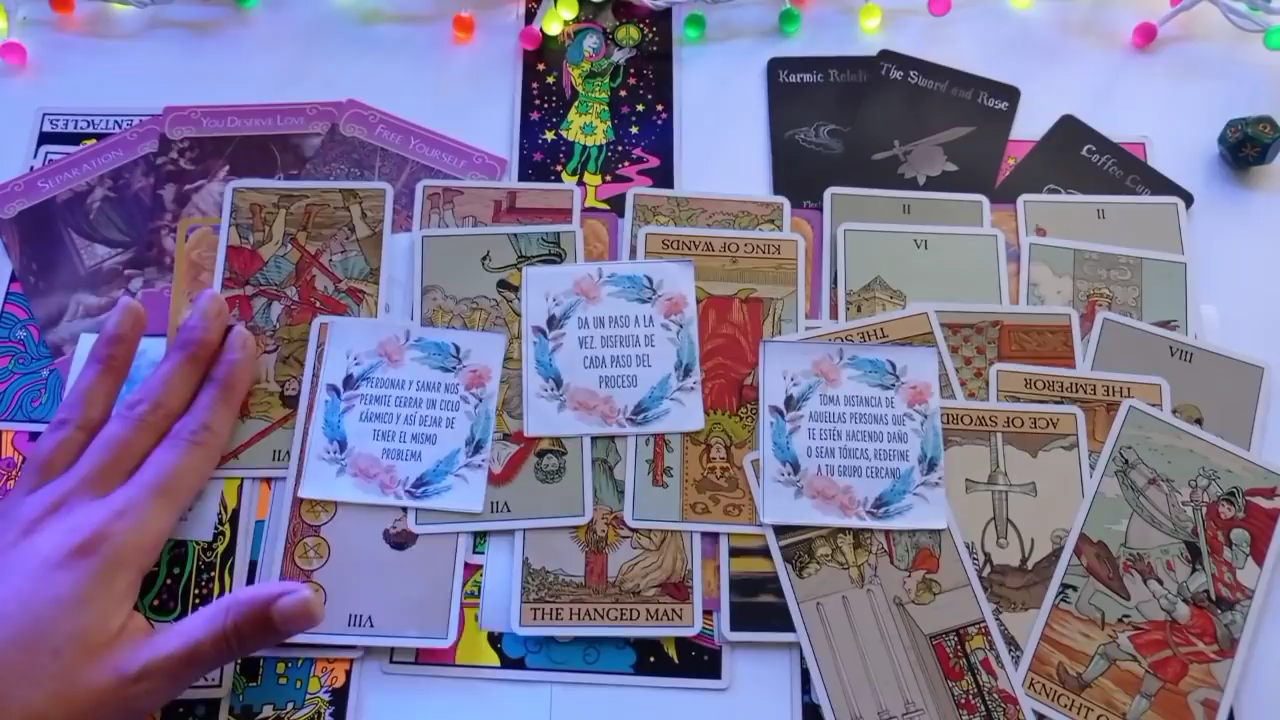 PENTACLES.
SEPARATION
YOU DESERVE LOVE
FREE YOURSELF
Karmic
The Sword and Rose
Coffee Cup
II
II
VI
KING OF WANDS
VIII
THE EMPEROR
ACE OF SWORD
DA UN PASO A LA
VEZ. DISFRUTA DE
CADA PASO DEL
PROCESO
PERDONAR Y SANAR NOS
PERMITE CERRAR UN CICLO
KÁRMICO Y ASÍ DEJAR DE
TENER EL MISMO
PROBLEMA
TOMA DISTANCIA DE
AQUELLAS PERSONAS QUE
TE ESTÉN HACIENDO DAÑO
O SEAN TÓXICAS, REDEFINE
A TU GRUPO CERCANO
VII
VII
THE HANGED MAN
VIII
KNIGHT